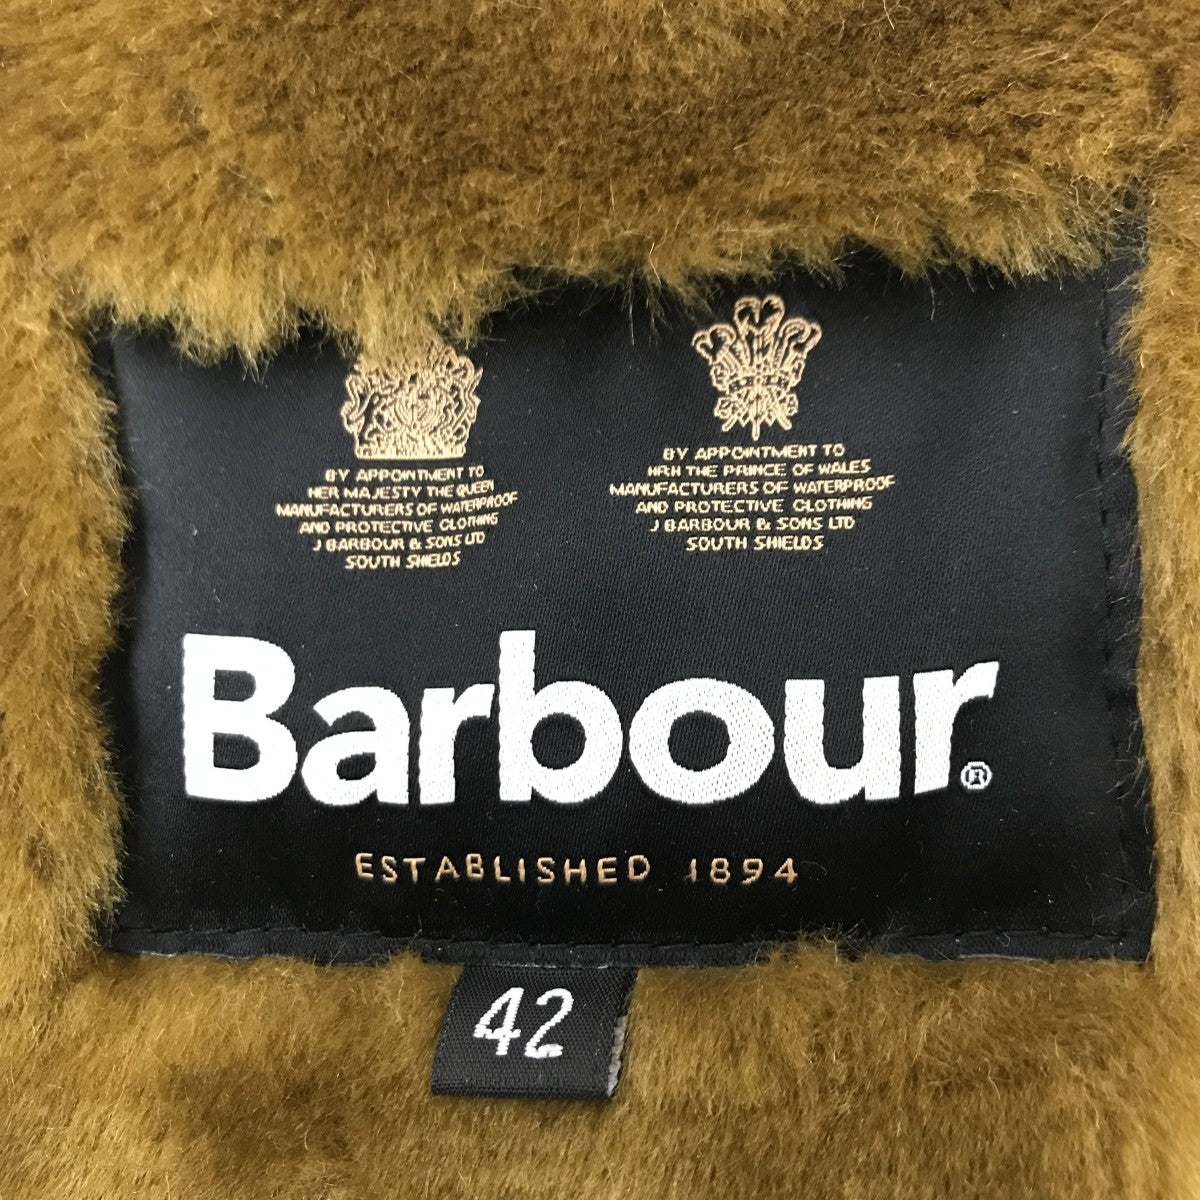 BY APPOINTMENT TO
HER MAJESTY THE QUEEN
MANUFACTURERS OF WATERPROOF
AND PROTECTIVE CLOTHING
J BARBOUR & SONS LTD
SOUTH SHIELDS
BY APPOINTMENT TO
HRH THE PRINCE OF WALES
MANUFACTURERS OF WATERPROOF
AND PROTECTIVE CLOTHING
J BARBOUR & SONS LTD
SOUTH SHIELDS
Barbour®
ESTABLISHED 1894
42